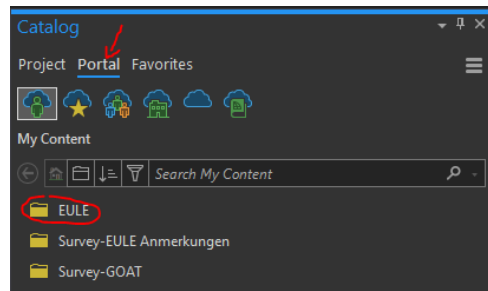 Catalog
Project Portal Favorites
My Content
Search My Content
EULE
Survey-EULE Anmerkungen
Survey-GOAT